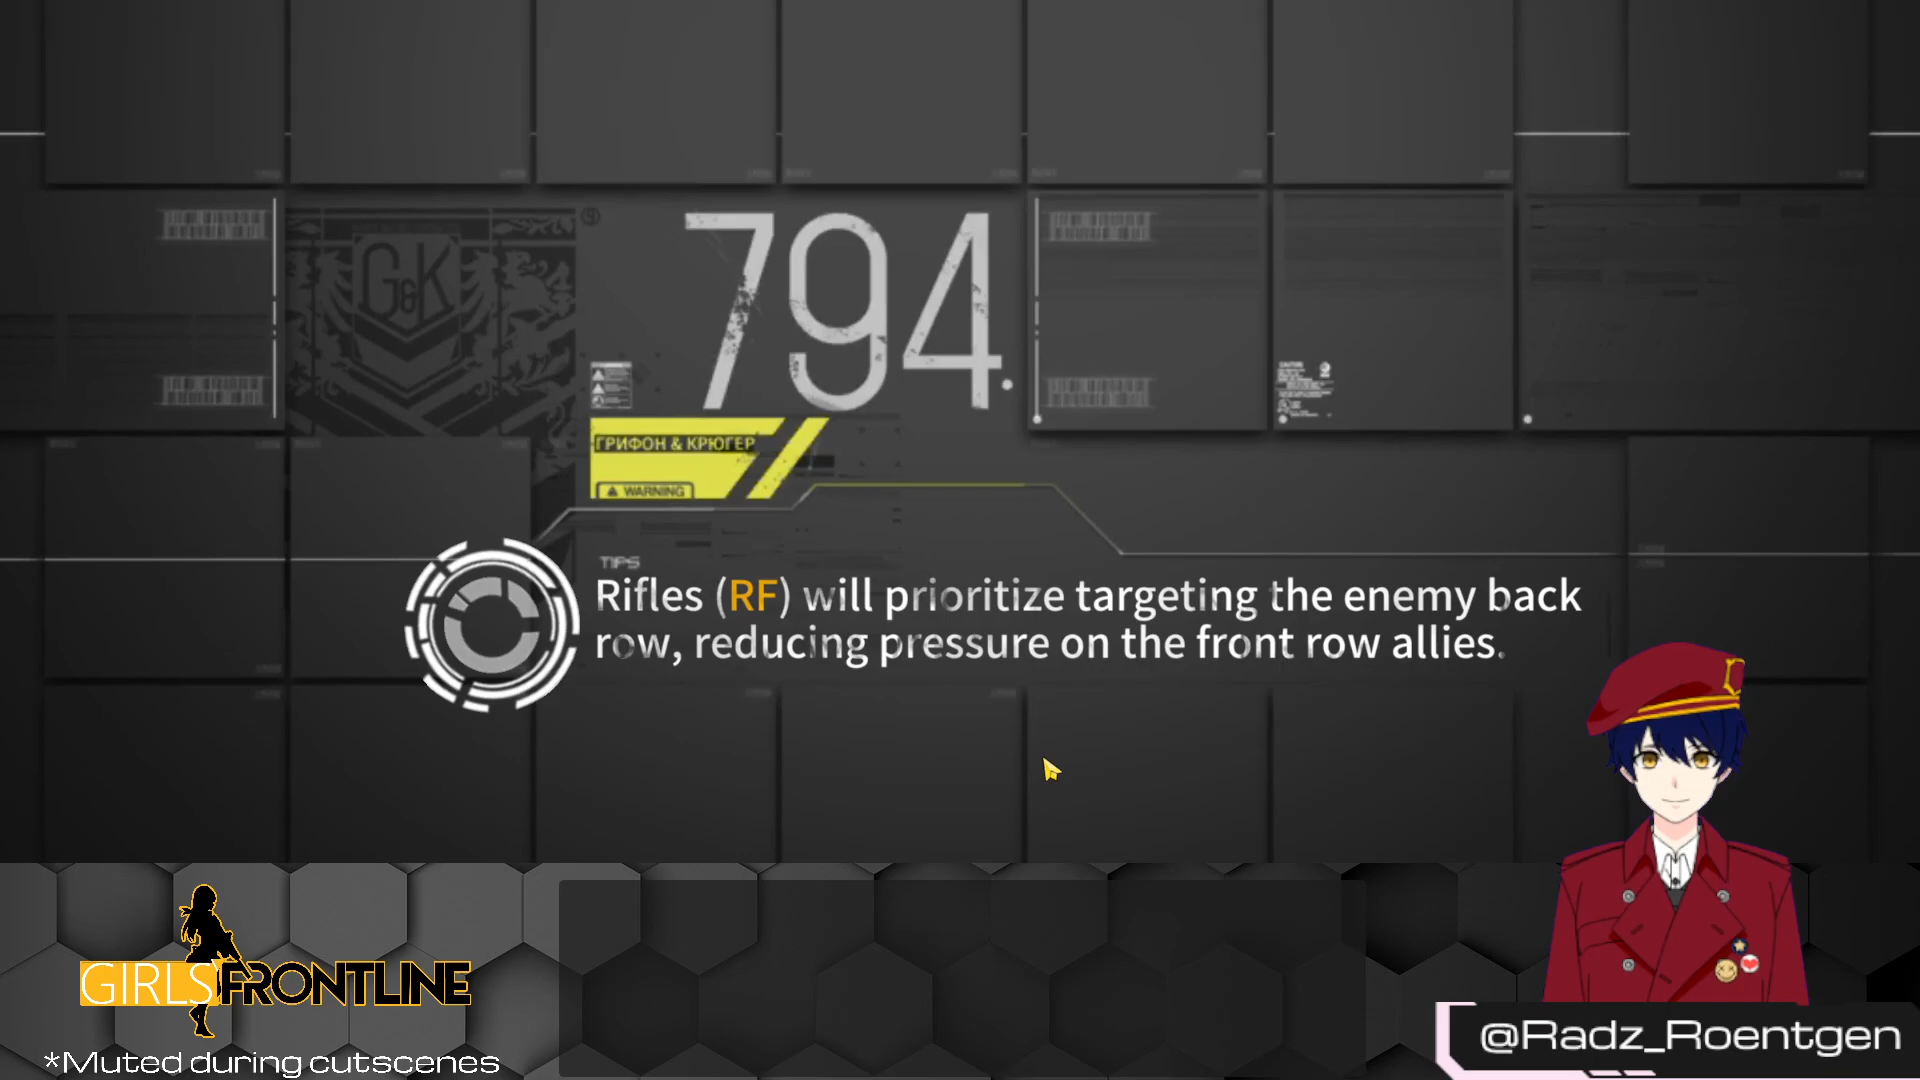 G&K
794.
ГРИФОН & КРЮГЕР
WARNING
TIPS
Rifles (RF) will prioritize targeting the enemy back
row, reducing pressure on the front row allies.
GIRLS'FRONTLINE
*Muted during cutscenes
@Radz_Roentgen